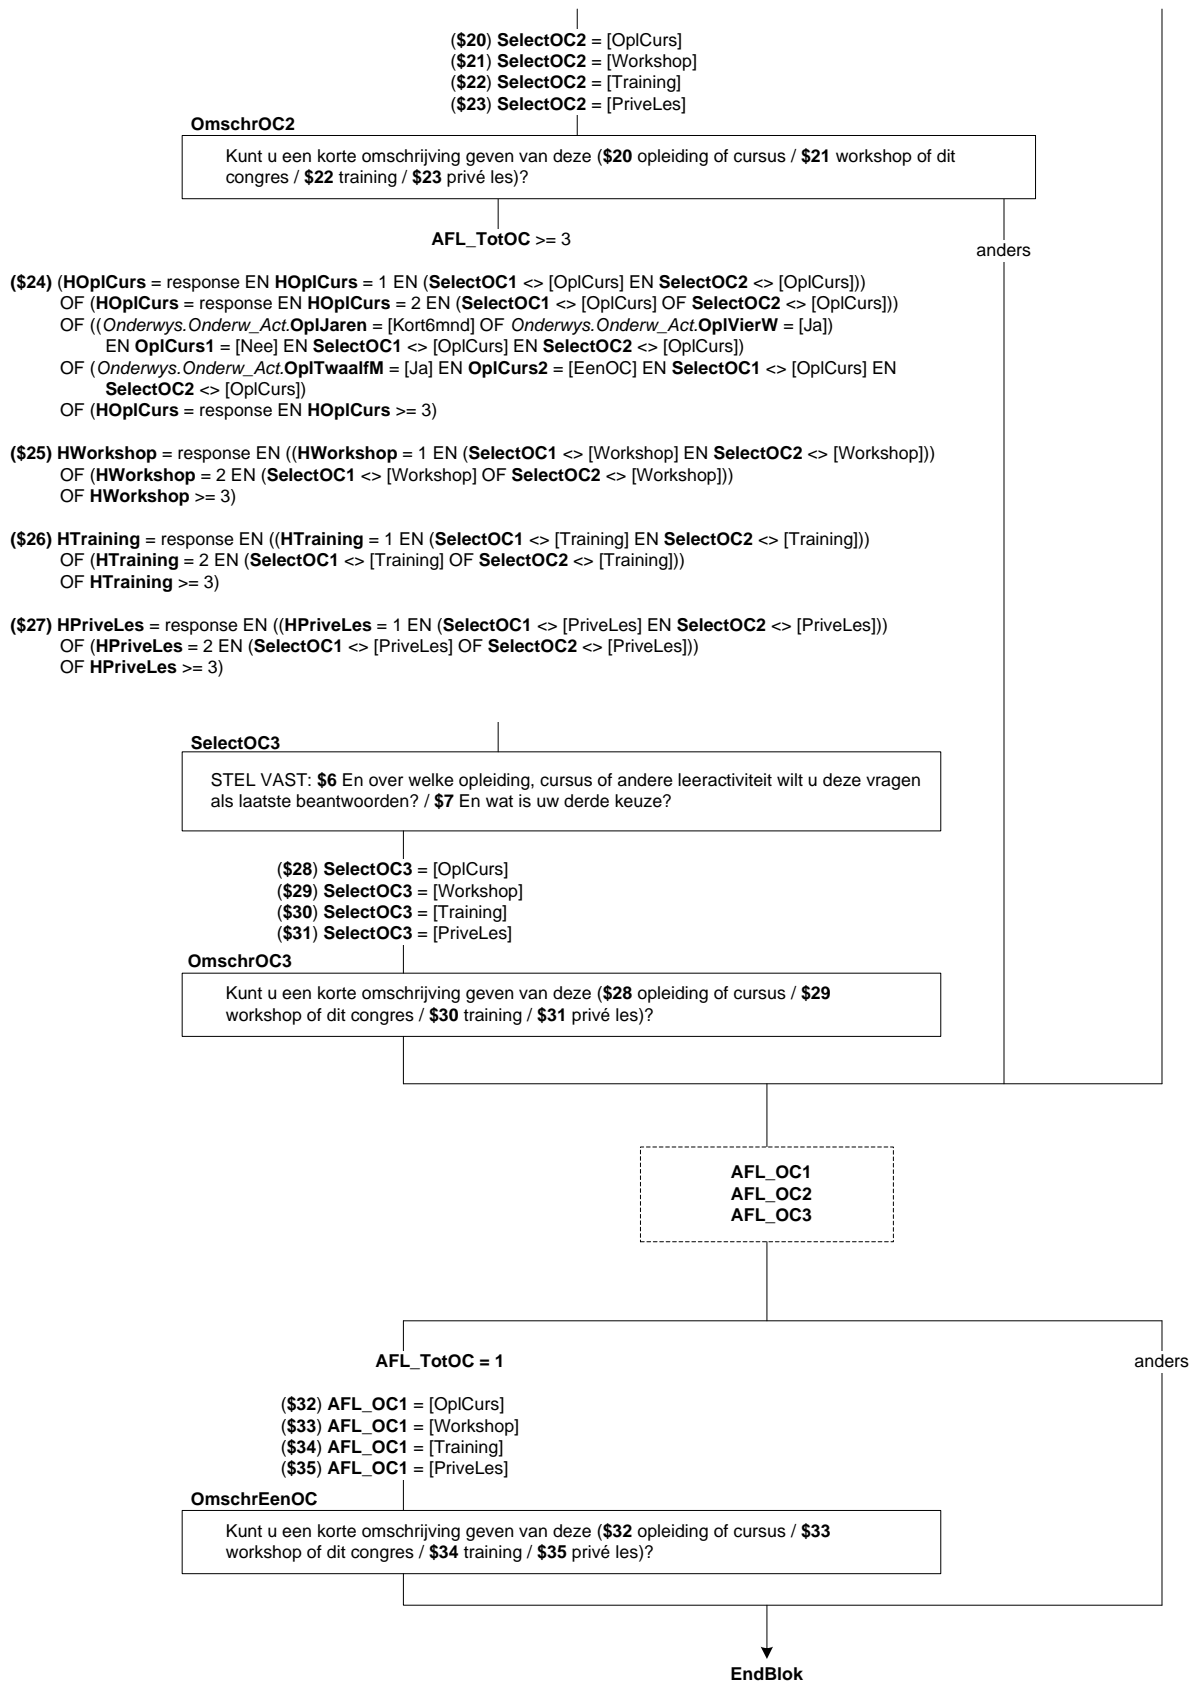 ($20) SelectOC2 = [OplCurs]
($21) SelectOC2 = [Workshop]
($22) SelectOC2 = [Training]
($23) SelectOC2 = [PriveLes]
OmschrOC2
Kunt u een korte omschrijving geven van deze ($20 opleiding of cursus / $21 workshop of dit
congres / $22 training / $23 privé les)?
AFL_TotOC >= 3
anders
($24) (HOplCurs = response EN HOplCurs = 1 EN (SelectOC1 <> [OplCurs] EN SelectOC2 <> [OplCurs]))
OF (HOplCurs = response EN HOplCurs = 2 EN (SelectOC1 <> [OplCurs] OF SelectOC2 <> [OplCurs]))
OF ((Onderwys.Onderw_Act.OplJaren = [Kort6mnd] OF Onderwys.Onderw_Act.OplVierW = [Ja])
EN OplCurs1 = [Nee] EN SelectOC1 <> [OplCurs] EN SelectOC2 <> [OplCurs])
OF (Onderwys.Onderw_Act.OplTwaalfM = [Ja] EN OplCurs2 = [EenOC] EN SelectOC1 <> [OplCurs] EN
SelectOC2 <> [OplCurs])
OF (HOplCurs = response EN HOplCurs >= 3)
($25) HWorkshop = response EN ((HWorkshop = 1 EN (SelectOC1 <> [Workshop] EN SelectOC2 <> [Workshop]))
OF (HWorkshop = 2 EN (SelectOC1 <> [Workshop] OF SelectOC2 <> [Workshop]))
OF HWorkshop >= 3)
($26) HTraining = response EN ((HTraining = 1 EN (SelectOC1 <> [Training] EN SelectOC2 <> [Training]))
OF (HTraining = 2 EN (SelectOC1 <> [Training] OF SelectOC2 <> [Training]))
OF HTraining >= 3)
($27) HPriveLes = response EN ((HPriveLes = 1 EN (SelectOC1 <> [PriveLes] EN SelectOC2 <> [PriveLes]))
OF (HPriveLes = 2 EN (SelectOC1 <> [PriveLes] OF SelectOC2 <> [PriveLes]))
OF HPriveLes >= 3)
SelectOC3
STEL VAST: $6 En over welke opleiding, cursus of andere leeractiviteit wilt u deze vragen
als laatste beantwoorden? / $7 En wat is uw derde keuze?
($28) SelectOC3 = [OplCurs]
($29) SelectOC3 = [Workshop]
($30) SelectOC3 = [Training]
($31) SelectOC3 = [PriveLes]
OmschrOC3
Kunt u een korte omschrijving geven van deze ($28 opleiding of cursus / $29
workshop of dit congres / $30 training / $31 privé les)?
AFL_OC1
AFL_OC2
AFL_OC3
AFL_TotOC = 1
anders
($32) AFL_OC1 = [OplCurs]
($33) AFL_OC1 = [Workshop]
($34) AFL_OC1 = [Training]
($35) AFL_OC1 = [PriveLes]
OmschrEenOC
Kunt u een korte omschrijving geven van deze ($32 opleiding of cursus / $33
workshop of dit congres / $34 training / $35 privé les)?
EndBlok